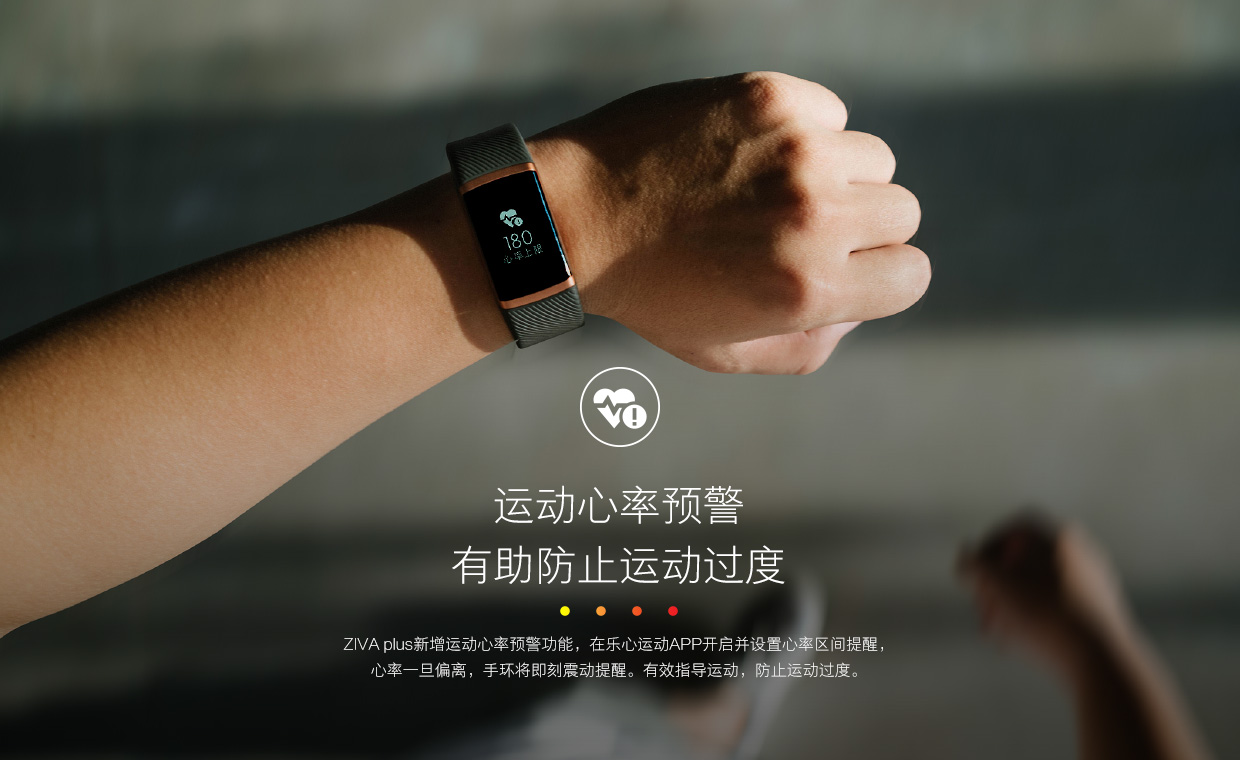 180
心率上限
运动心率预警
有助防止运动过度
ZIVA plus新增运动心率预警功能，在乐心运动APP开启并设置心率区间提醒，
心率一旦偏离，手环将即刻震动提醒。有效指导运动，防止运动过度。